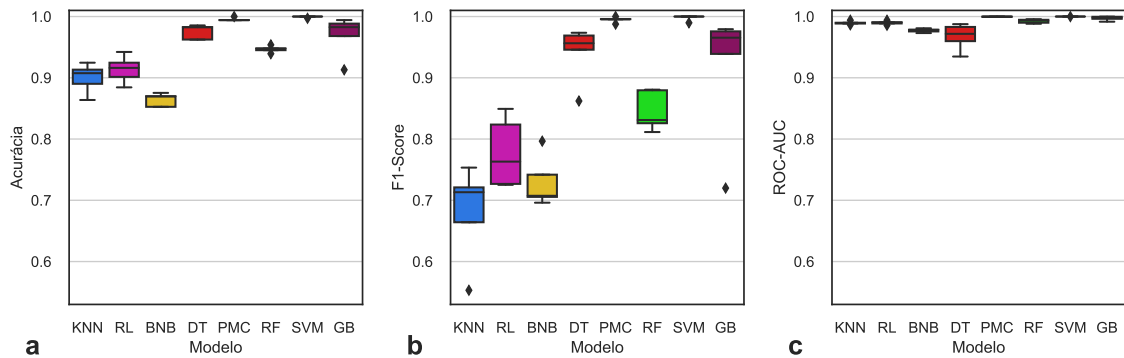 1.0
0.9
0.8
0.7
0.6
Acurácia
KNN RL BNB DT PMC RF SVM GB
Modelo
a
1.0
0.9
0.8
0.7
0.6
F1-Score
KNN RL BNB DT PMC RF SVM GB
Modelo
b
1.0
0.9
0.8
0.7
0.6
ROC-AUC
KNN RL BNB DT PMC RF SVM GB
Modelo
c